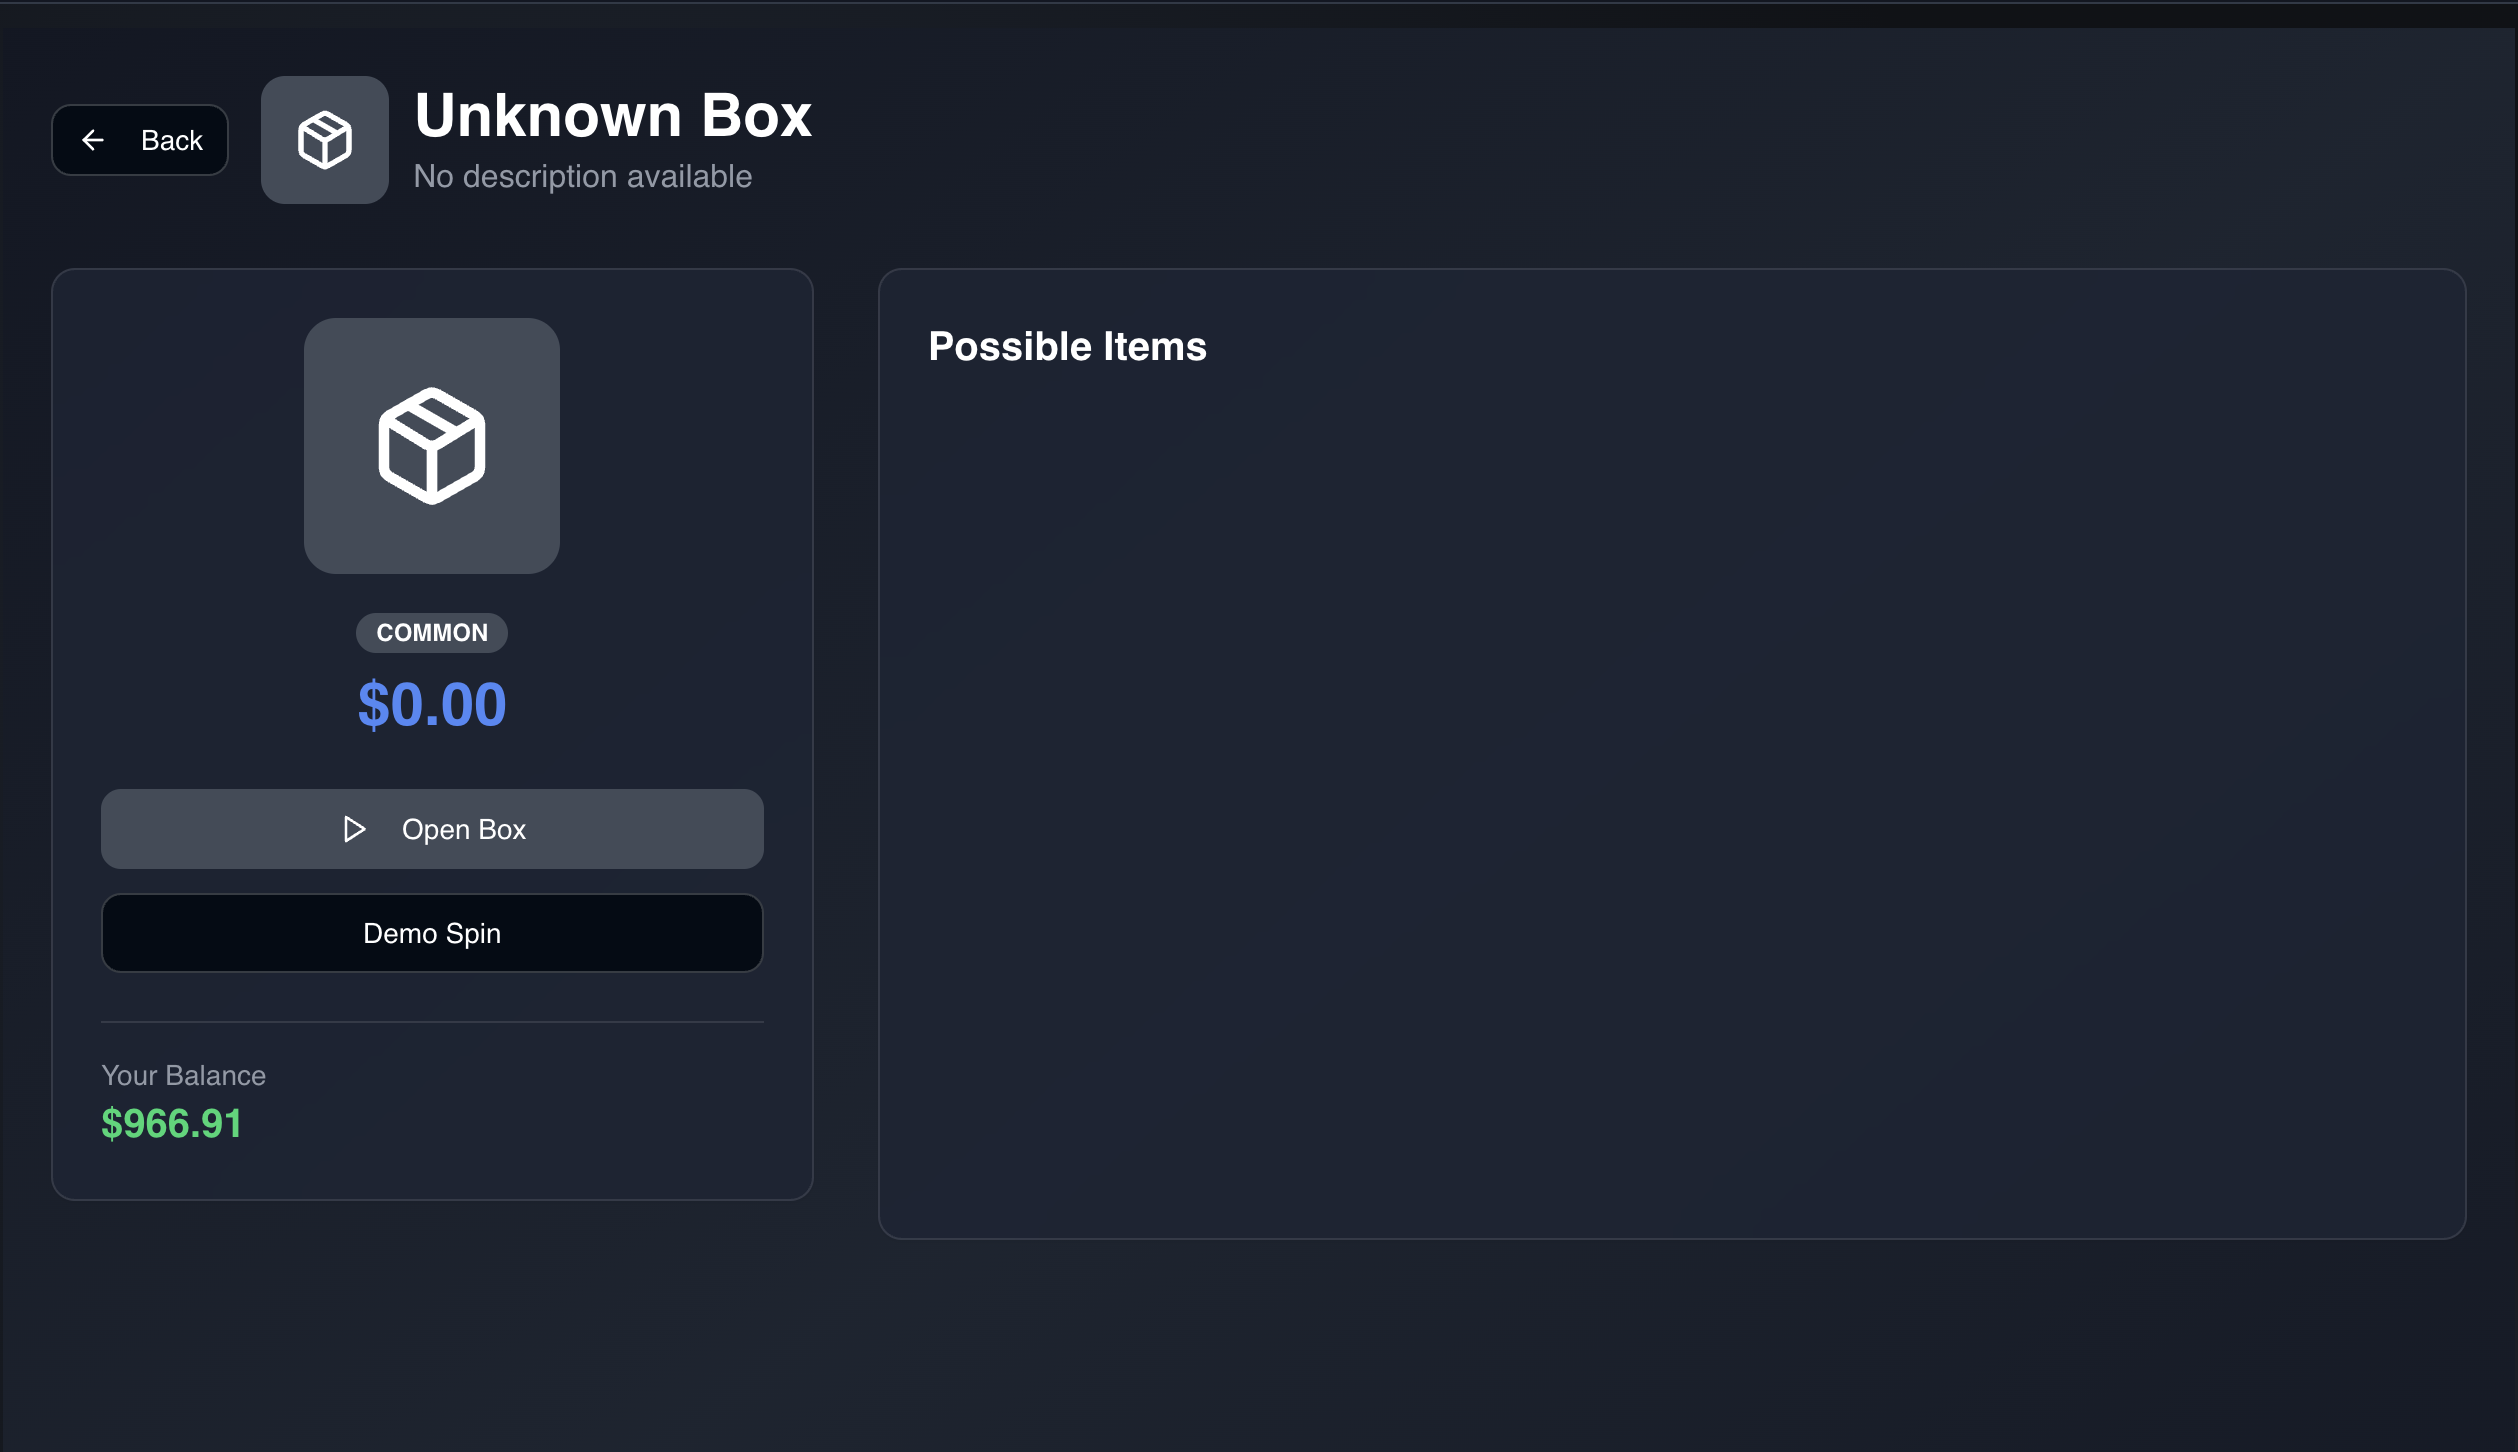 Back
Unknown Box
No description available
COMMON
$0.00
Open Box
Demo Spin
Your Balance
$966.91
Possible Items